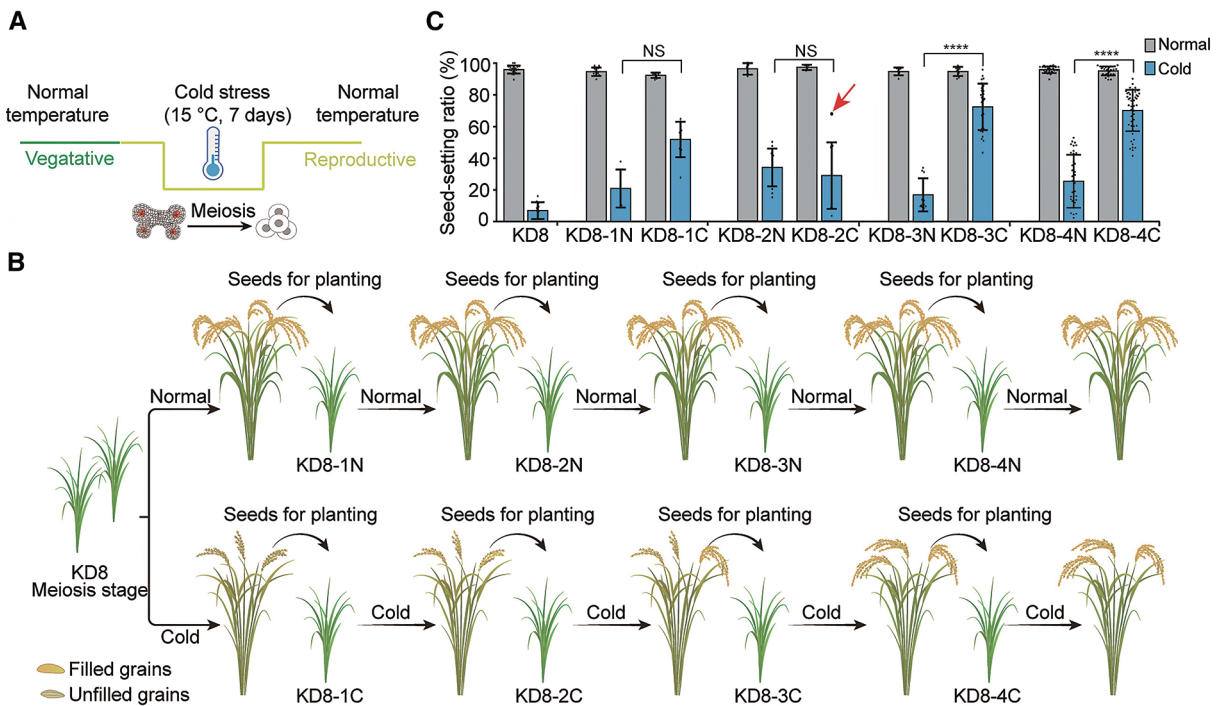 A
Normal
temperature
Cold stress
(15 °C, 7 days)
Normal
temperature
Vegatative
Reproductive
Meiosis
C
Normal
Cold
Seed-setting ratio (%)
100
80
60
40
20
0
NS
NS
****
****
KD8
KD8-1N
KD8-1C
KD8-2N
KD8-2C
KD8-3N
KD8-3C
KD8-4N
KD8-4C
B
Seeds for planting
Seeds for planting
Seeds for planting
Seeds for planting
Normal
Normal
Normal
Normal
Normal
KD8-1N
KD8-2N
KD8-3N
KD8-4N
KD8
Meiosis stage
Seeds for planting
Seeds for planting
Seeds for planting
Seeds for planting
Cold
Cold
Cold
Cold
Cold
KD8-1C
KD8-2C
KD8-3C
KD8-4C
Filled grains
Unfilled grains